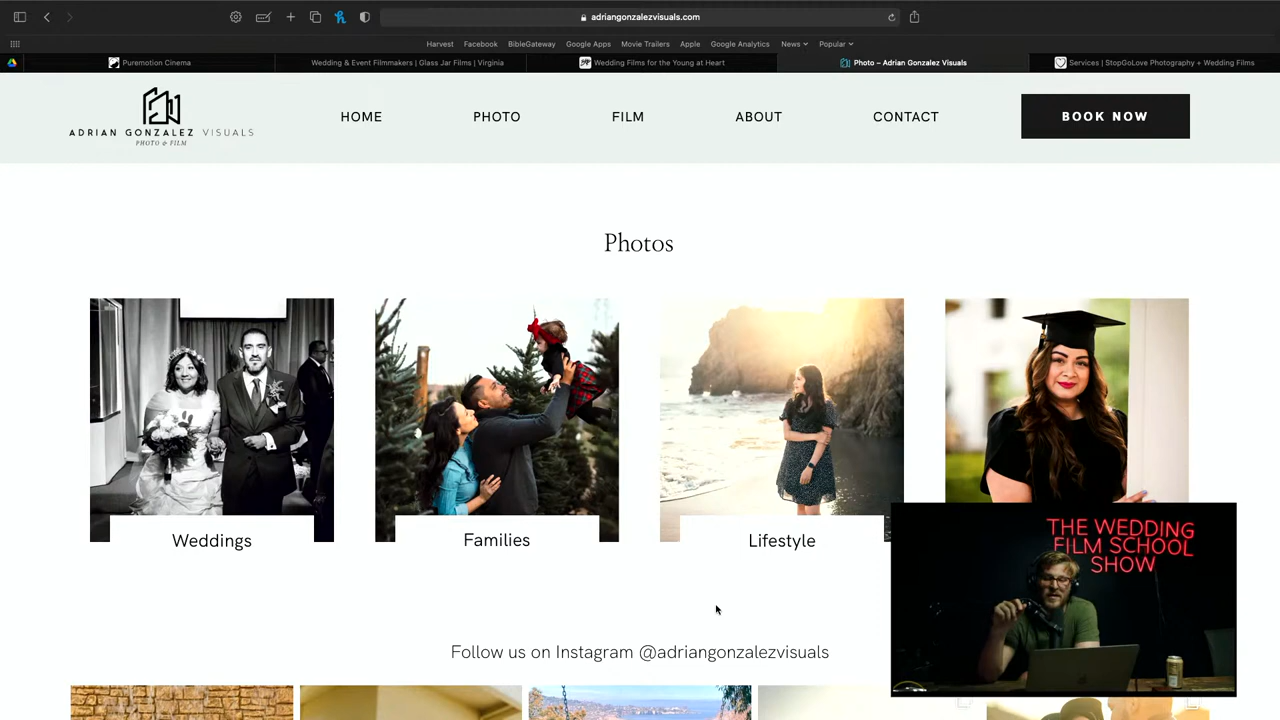 adriangonzalezvisuals.com
Harvest Facebook BibleGateway Google Apps Movie Trailers Apple Google Analytics News Popular
Puremotion Cinema
Wedding & Event Filmmakers | Glass Jar Films | Virginia
Wedding Films for the Young at Heart
Photo – Adrian Gonzalez Visuals
Services | StopGoLove Photography + Wedding Films
ADRIAN GONZALEZ VISUALS
PHOTO & FILM
HOME PHOTO FILM ABOUT CONTACT BOOK NOW
Photos
Weddings
Families
Lifestyle
THE WEDDING
FILM SCHOOL
SHOW
Follow us on Instagram @adriangonzalezvisuals